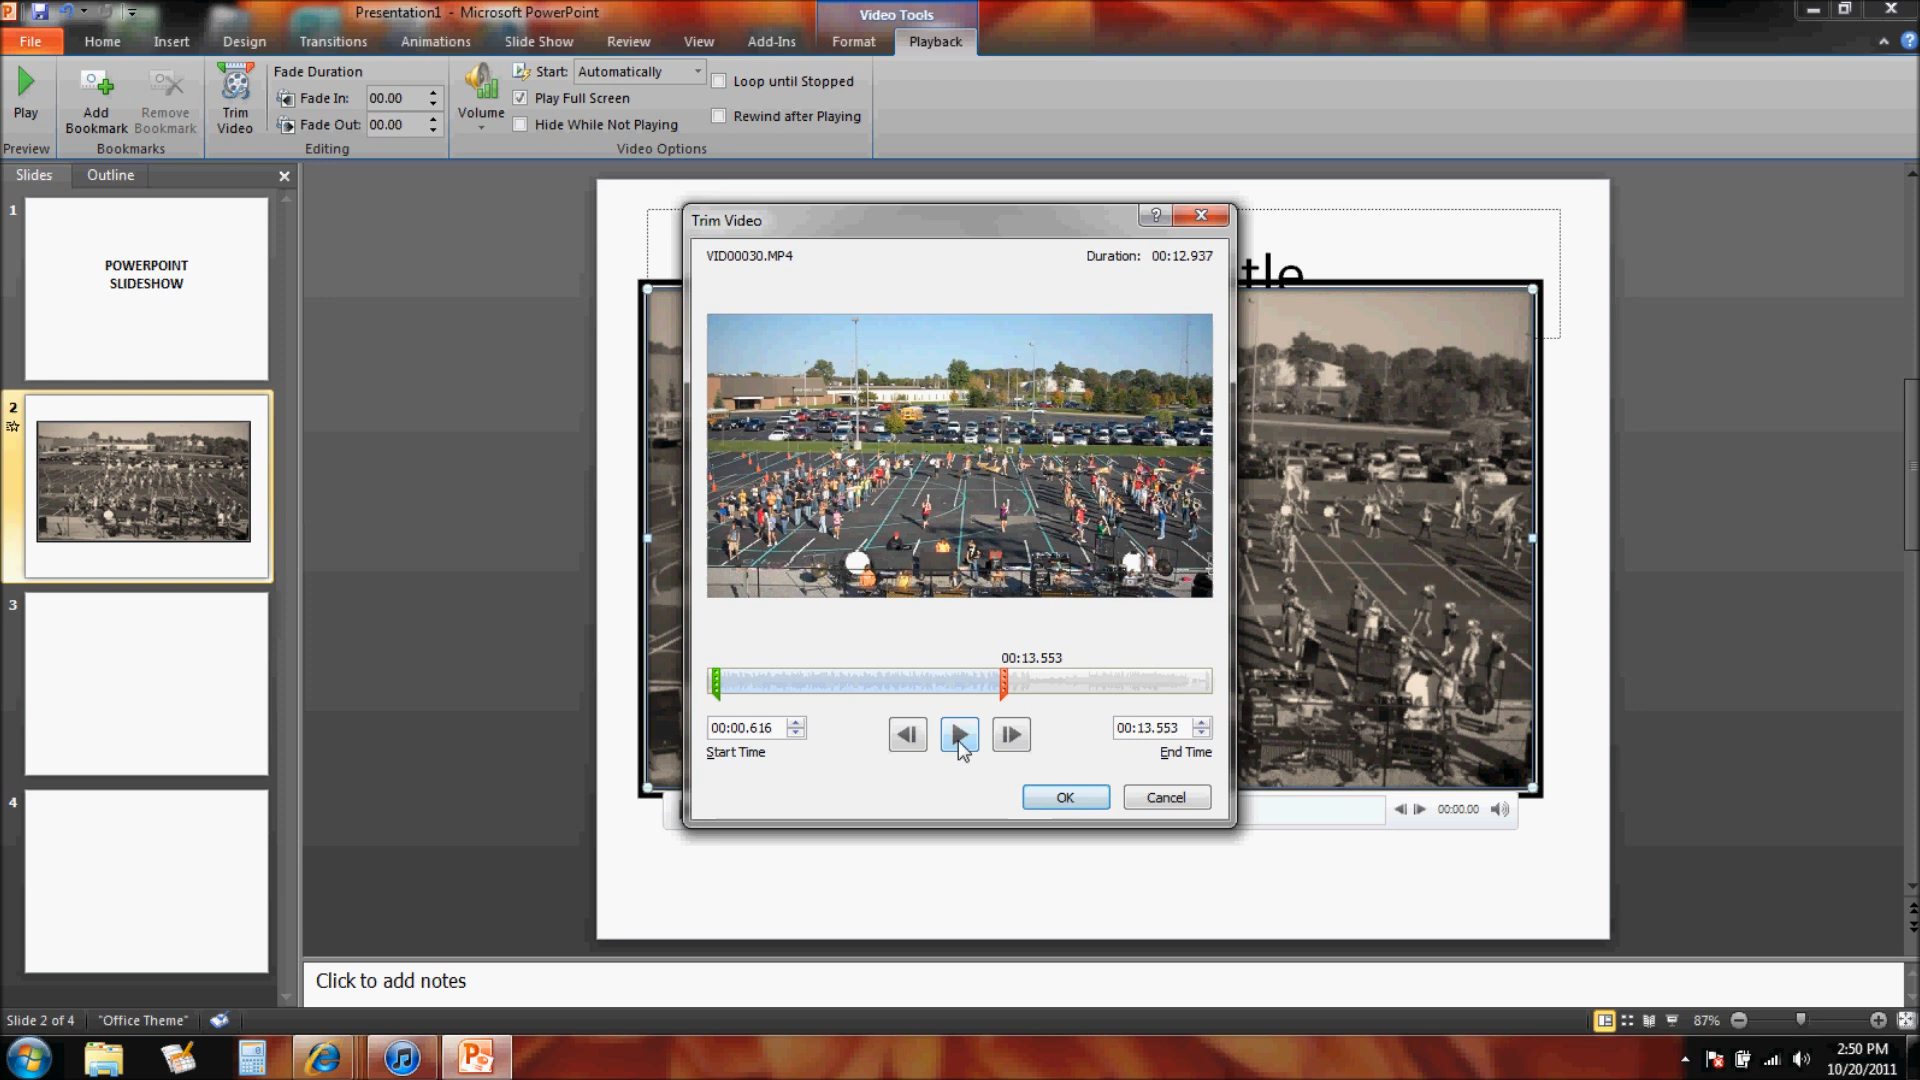 Presentation1 - Microsoft PowerPoint
Video Tools
File Home Insert Design Transitions Animations Slide Show Review View Add-Ins Format Playback
Play
Preview
Add Bookmark
Remove Bookmark
Bookmarks
Trim Video
Fade Duration
Fade In: 00.00
Fade Out: 00.00
Editing
Volume
Start: Automatically
Play Full Screen
Hide While Not Playing
Loop until Stopped
Rewind after Playing
Video Options
Slides Outline
1
POWERPOINT
SLIDESHOW
2
3
4
tle
Trim Video
VID00030.MP4 Duration: 00:12.937
00:13.553
00:00.616 00:13.553
Start Time End Time
OK Cancel
00:00.00
Click to add notes
Slide 2 of 4 "Office Theme" 87%
2:50 PM
10/20/2011